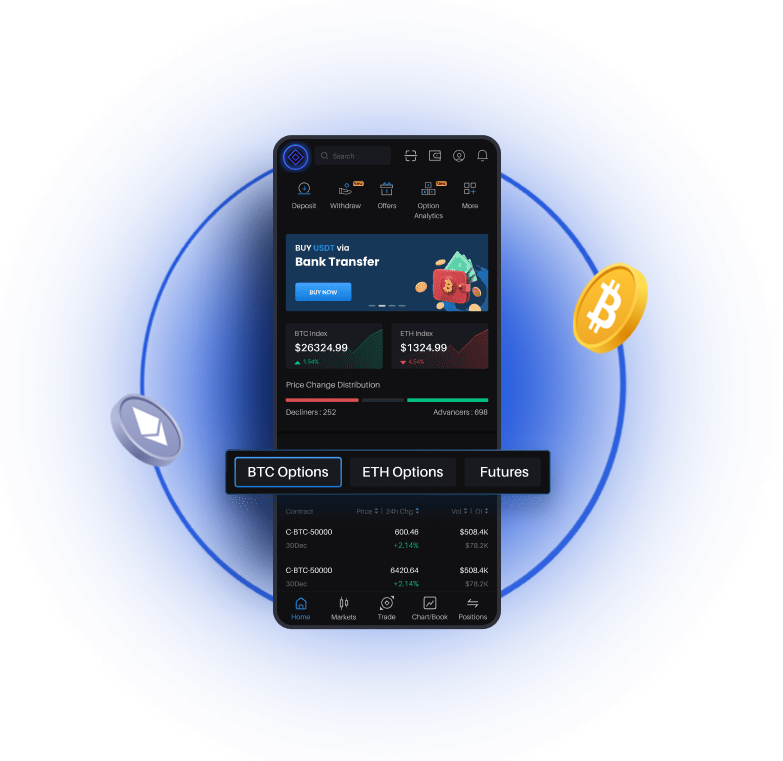 Search
New
New
Deposit Withdraw Offers Option More
Analytics
BUY USDT via
Bank Transfer
BUY NOW
BTC Index ETH Index
$26324.99 $1324.99
1.54% 4.54%
Price Change Distribution
Decliners : 252 Advancers : 698
BTC Options ETH Options Futures
Contract Price | 24h Chg Vol | OI
C-BTC-50000 600.46 $508.4K
30Dec +2.14% $78.2K
C-BTC-50000 6420.64 $508.4K
30Dec +2.14% $78.2K
Home Markets Trade Chart/Book Positions